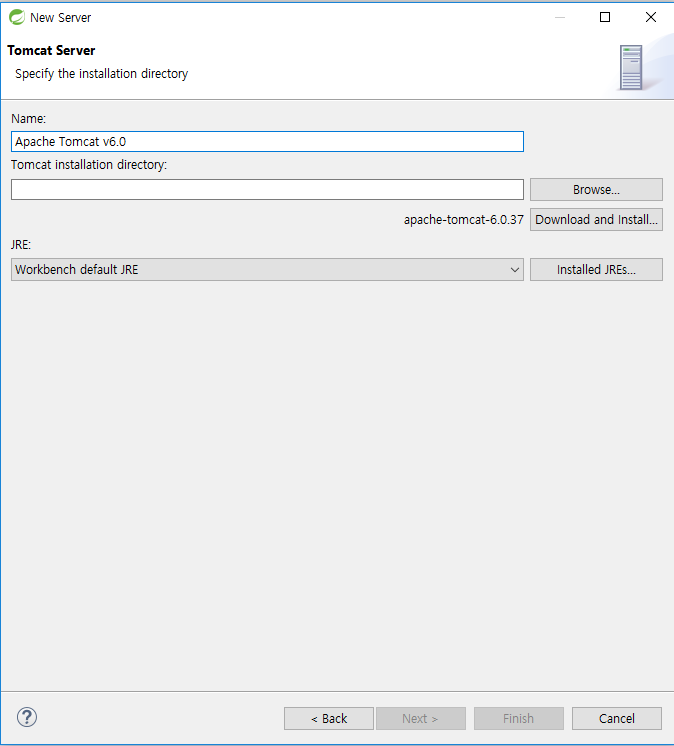 New Server
Tomcat Server
Specify the installation directory
Name:
Apache Tomcat v6.0
Tomcat installation directory:
Browse...
apache-tomcat-6.0.37 Download and Install...
JRE:
Workbench default JRE Installed JREs...
? < Back Next > Finish Cancel